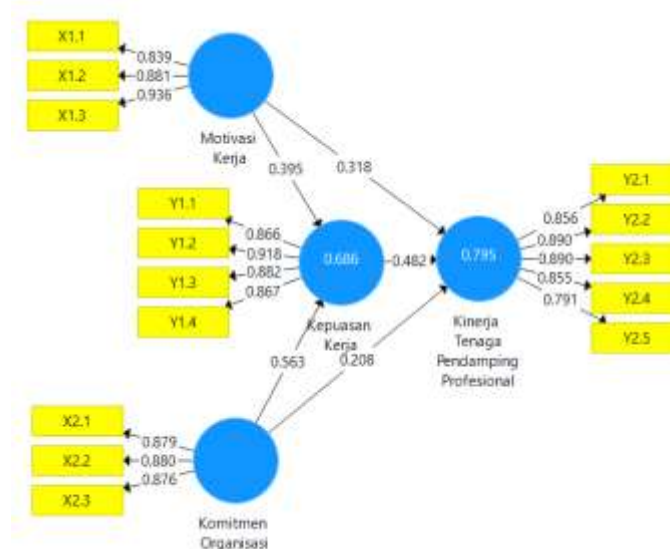 X1.1
X1.2
X1.3
0.839
0.881
0.936
Motivasi
Kerja
0.395
0.318
Y1.1
Y1.2
Y1.3
Y1.4
0.866
0.918
0.882
0.867
0.686
Kepuasan
Kerja
0.482
0.795
Kinerja
Tenaga
Pendamping
Profesional
0.856
0.890
0.890
0.855
0.791
Y2.1
Y2.2
Y2.3
Y2.4
Y2.5
0.563
0.208
X2.1
X2.2
X2.3
0.879
0.880
0.876
Komitmen
Organisasi